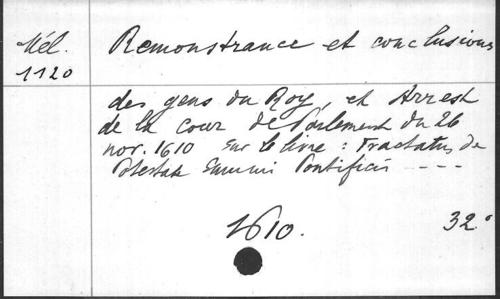 Mél.
1120
Remonstrance et conclusions
des gens du Roy, et Arrest
de la cour de Parlement du 26
nov. 1610 sur le livre : Tractatus de
Potestate Summi Pontificis ----
1610.
32°